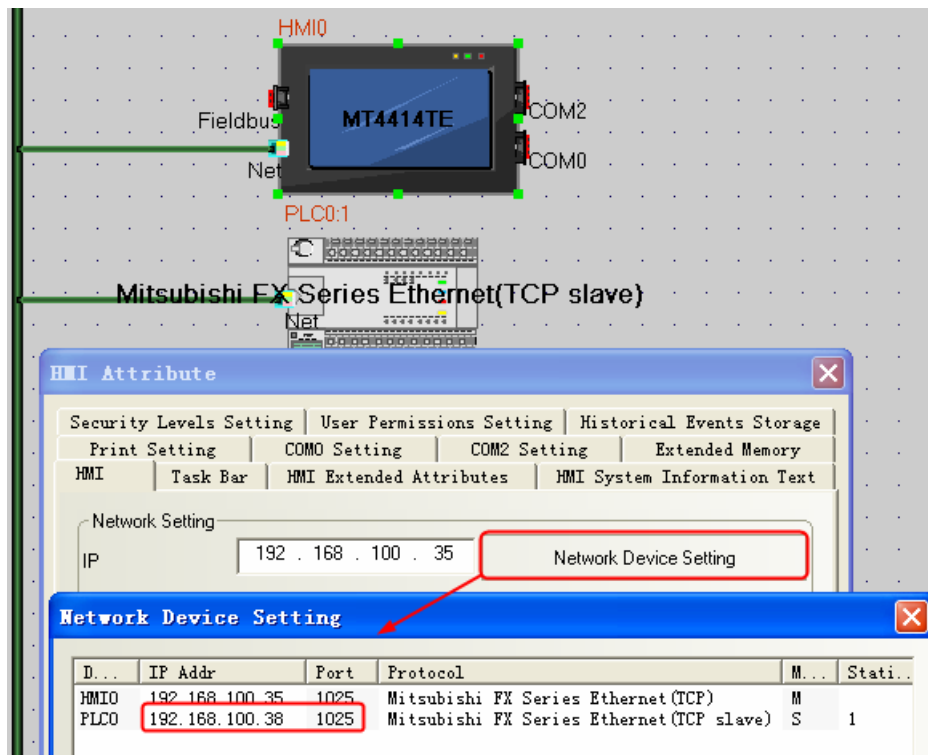 HMI0
MT4414TE
Fieldbus
COM2
Net
COM0
PLC0:1
Mitsubishi FX Series Ethernet(TCP slave)
Net
HMI Attribute
Security Levels Setting User Permissions Setting Historical Events Storage
Print Setting COM0 Setting COM2 Setting Extended Memory
HMI Task Bar HMI Extended Attributes HMI System Information Text
Network Setting
IP 192 . 168 . 100 . 35 Network Device Setting
Network Device Setting
D... IP Addr Port Protocol M... Stati..
HMI0 192.168.100.35 1025 Mitsubishi FX Series Ethernet(TCP) M
PLC0 192.168.100.38 1025 Mitsubishi FX Series Ethernet(TCP slave) S 1